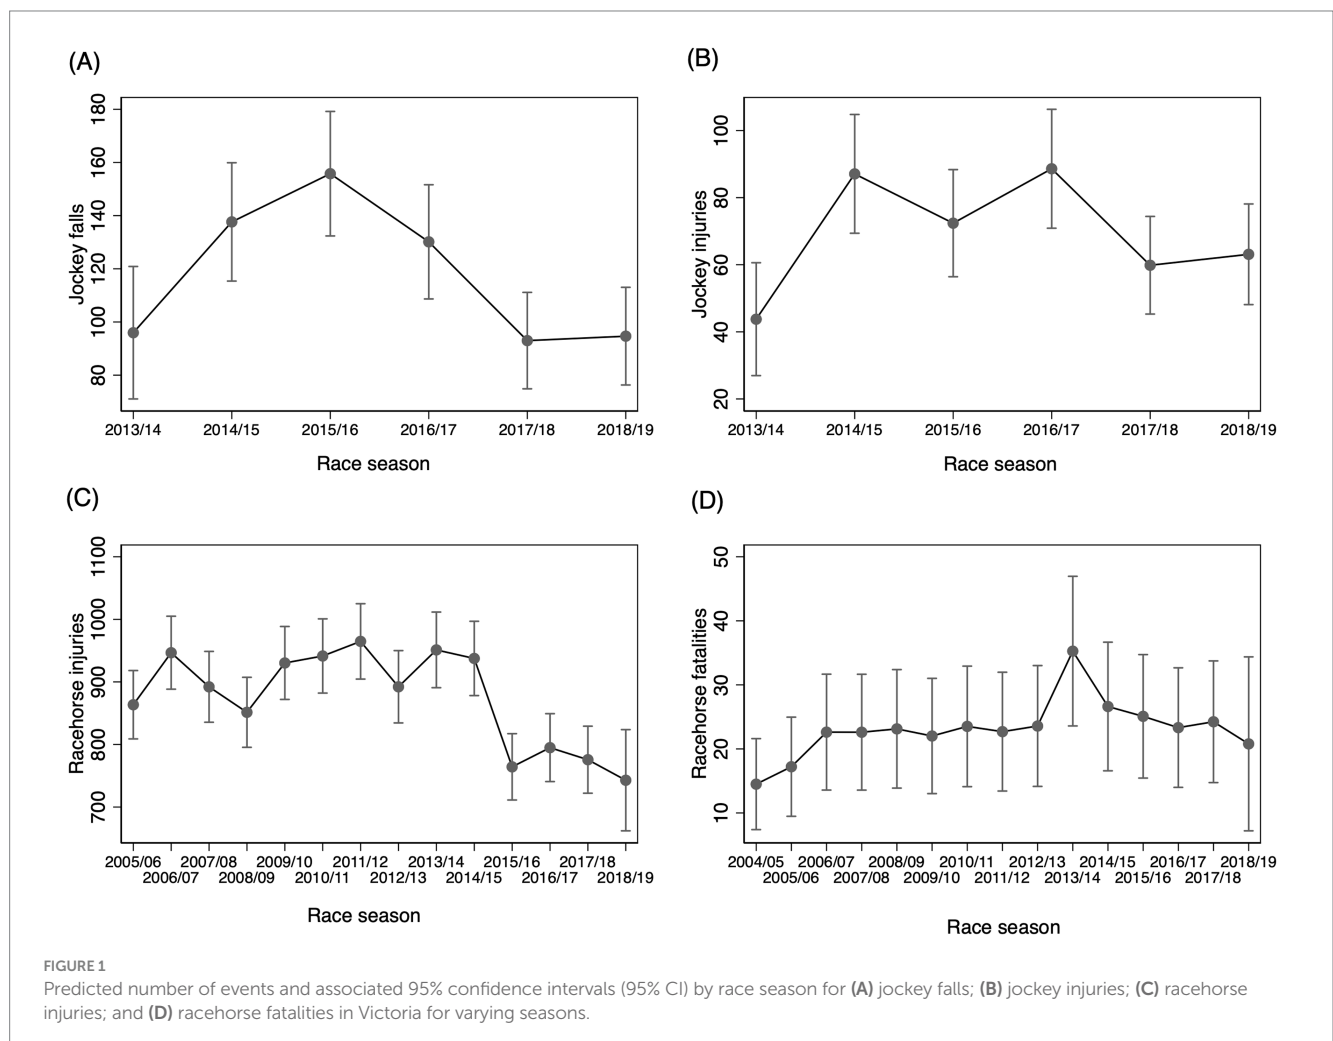 (A)
Jockey falls
180
160
140
120
100
80
2013/14 2014/15 2015/16 2016/17 2017/18 2018/19
Race season
(B)
Jockey injuries
100
80
60
40
20
2013/14 2014/15 2015/16 2016/17 2017/18 2018/19
Race season
(C)
Racehorse injuries
1100
1000
900
800
700
2005/06 2007/08 2009/10 2011/12 2013/14 2015/16 2017/18
2006/07 2008/09 2010/11 2012/13 2014/15 2016/17 2018/19
Race season
(D)
Racehorse fatalities
50
40
30
20
10
2004/05 2006/07 2008/09 2010/11 2012/13 2014/15 2016/17 2018/19
2005/06 2007/08 2009/10 2011/12 2013/14 2015/16 2017/18
Race season
FIGURE 1
Predicted number of events and associated 95% confidence intervals (95% CI) by race season for (A) jockey falls; (B) jockey injuries; (C) racehorse
injuries; and (D) racehorse fatalities in Victoria for varying seasons.